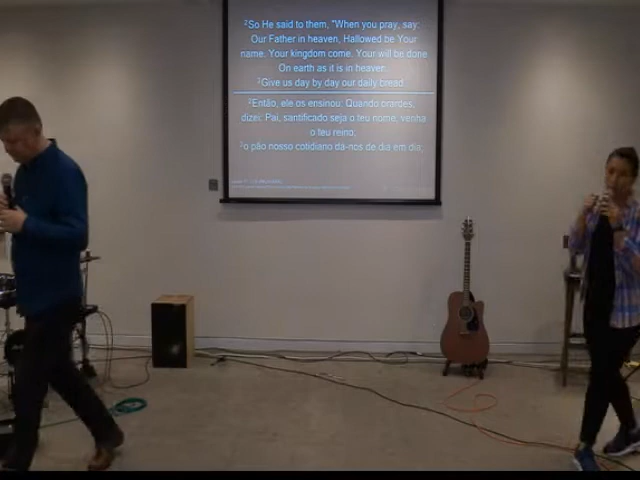 ²So He said to them, "When you pray, say:
Our Father in heaven, Hallowed be Your
name. Your kingdom come. Your will be done
On earth as it is in heaven.
³Give us day by day our daily bread.
²Então, ele os ensinou: Quando orardes,
dizei: Pai, santificado seja o teu nome; venha
o teu reino;
³o pão nosso cotidiano dá-nos de dia em dia;